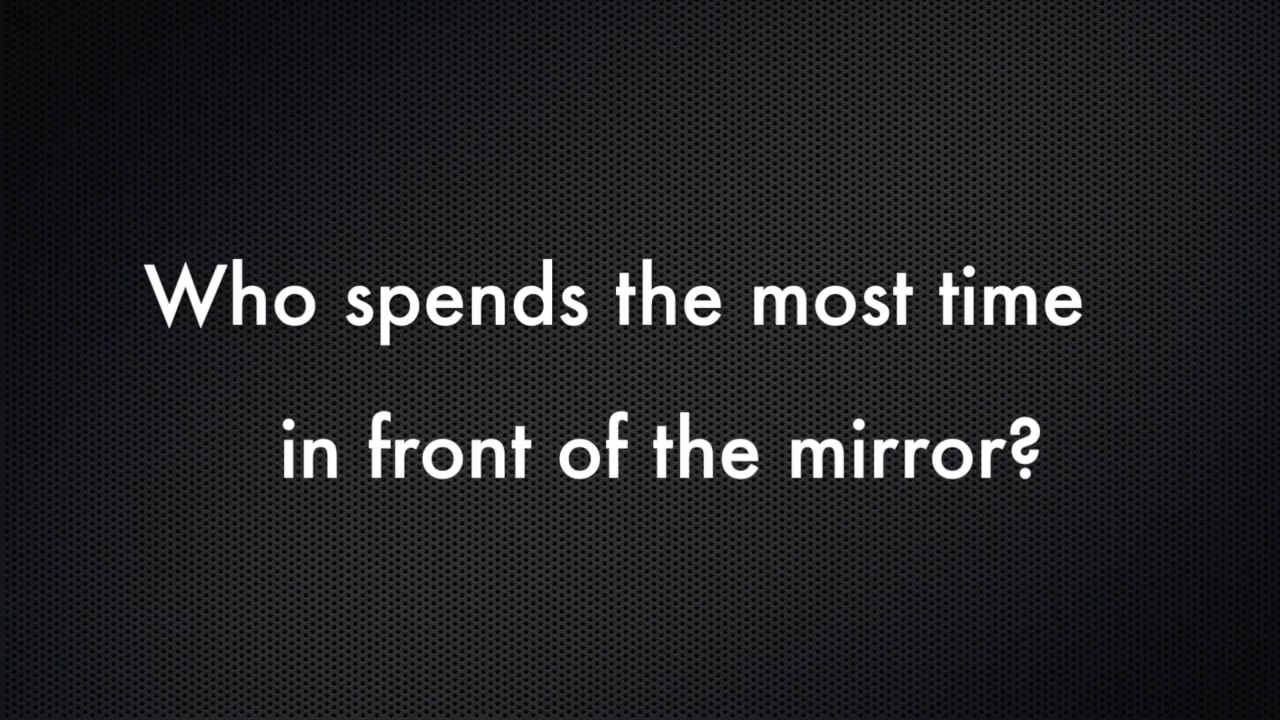 Who spends the most time
in front of the mirror?